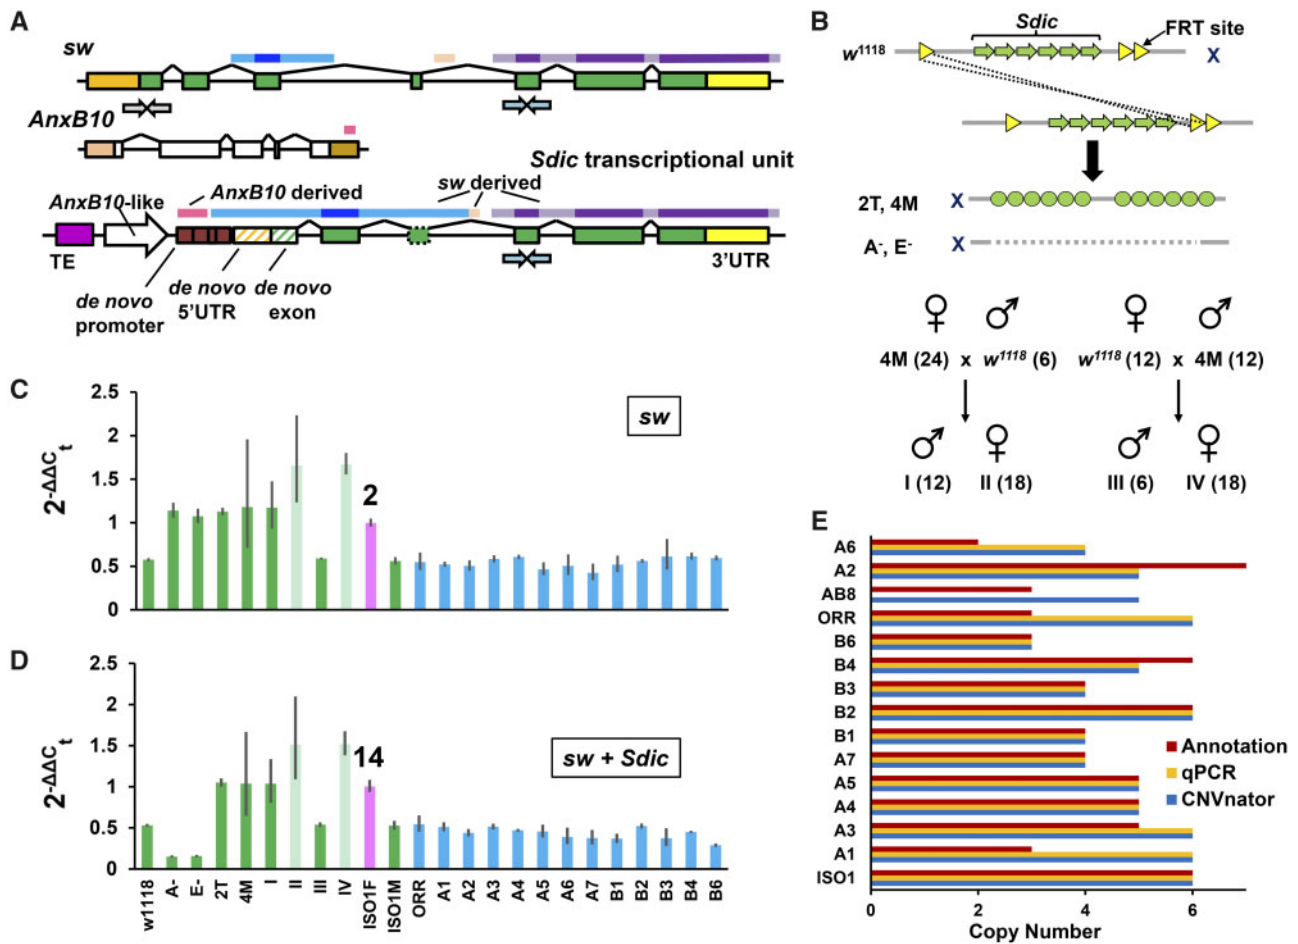 A
sw
AnxB10
Sdic transcriptional unit
AnxB10-like
AnxB10 derived
sw derived
TE
3'UTR
de novo promoter
de novo 5'UTR
de novo exon
B
Sdic
FRT site
w1118
X
2T, 4M
X
A-, E-
X
♀ ♂ ♀ ♂
4M (24) x w1118 (6)
w1118 (12) x 4M (12)
♂ ♀ ♂ ♀
I (12) II (18) III (6) IV (18)
C
2-ΔΔCt
2.5
2
1.5
1
0.5
0
sw
2
D
2-ΔΔCt
2.5
2
1.5
1
0.5
0
sw + Sdic
14
w1118 A- E- 2T 4M I II III IV ISO1F ISO1M ORR A1 A2 A3 A4 A5 A6 A7 B1 B2 B3 B4 B6
E
A6
A2
AB8
ORR
B6
B4
B3
B2
B1
A7
A5
A4
A3
A1
ISO1
Annotation
qPCR
CNVnator
0 2 4 6
Copy Number